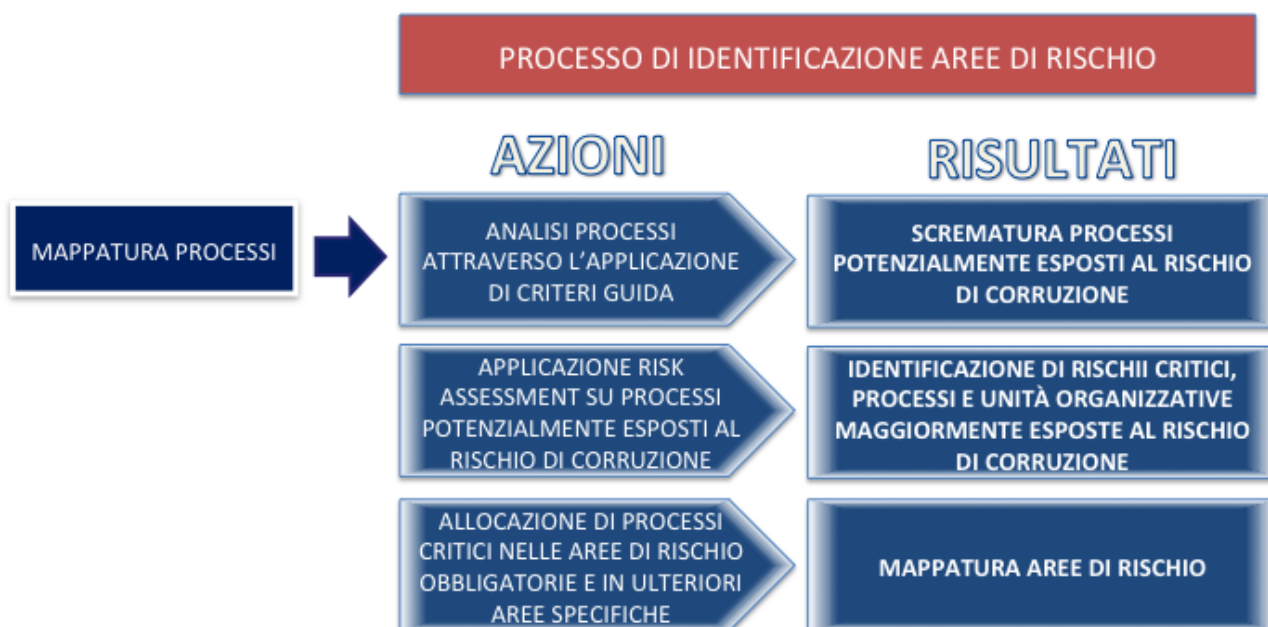 PROCESSO DI IDENTIFICAZIONE AREE DI RISCHIO
AZIONI
RISULTATI
MAPPATURA PROCESSI
ANALISI PROCESSI
ATTRAVERSO L'APPLICAZIONE
DI CRITERI GUIDA
SCREMATURA PROCESSI
POTENZIALMENTE ESPOSTI AL RISCHIO
DI CORRUZIONE
APPLICAZIONE RISK
ASSESSMENT SU PROCESSI
POTENZIALMENTE ESPOSTI AL
RISCHIO DI CORRUZIONE
IDENTIFICAZIONE DI RISCHII CRITICI,
PROCESSI E UNITÀ ORGANIZZATIVE
MAGGIORMENTE ESPOSTE AL RISCHIO
DI CORRUZIONE
ALLOCAZIONE DI PROCESSI
CRITICI NELLE AREE DI RISCHIO
OBBLIGATORIE E IN ULTERIORI
AREE SPECIFICHE
MAPPATURA AREE DI RISCHIO